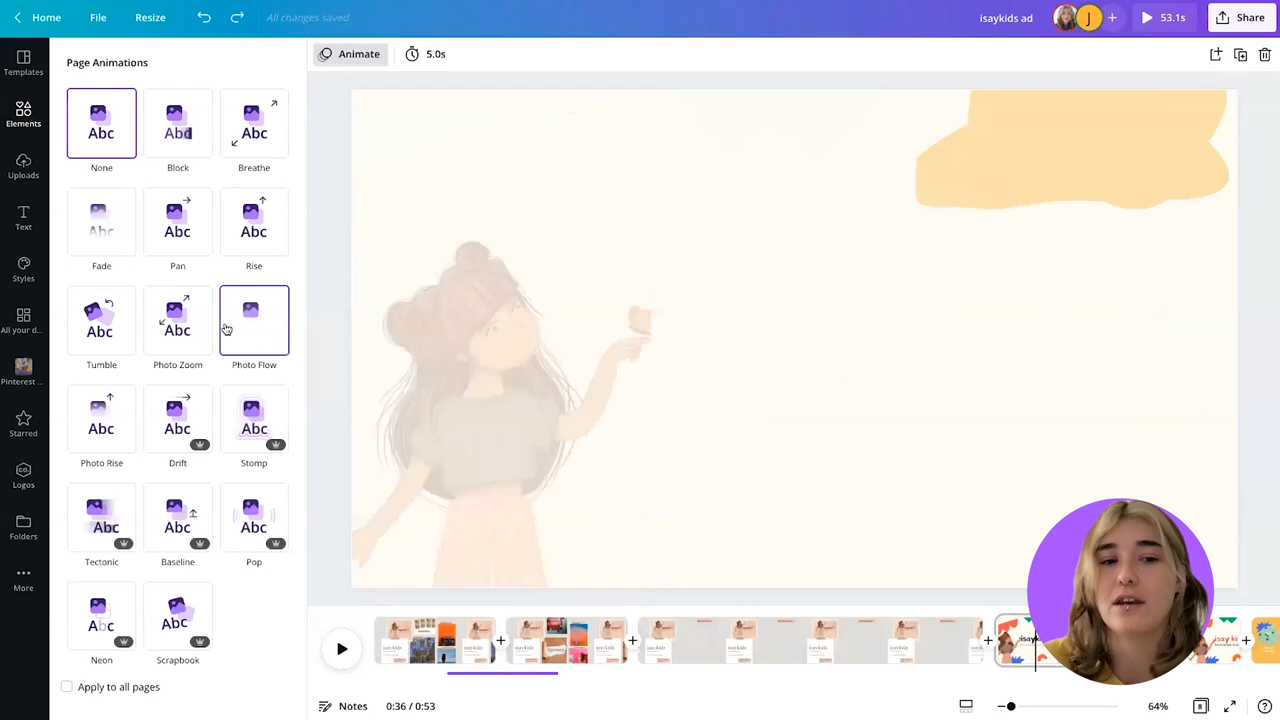 Home
File
Resize
All changes saved
isaykids ad
J
+
53.1s
Share
Templates
Elements
Uploads
Text
Styles
All your d...
Pinterest ...
Starred
Logos
CO.
Folders
More
Page Animations
Animate
5.0s
Abc
None
Abc
Block
Abc
Breathe
Abc
Fade
Abc
Pan
Abc
Rise
Abc
Tumble
Abc
Photo Zoom
Photo Flow
Abc
Photo Rise
Abc
Drift
Abc
Stomp
Abc
Tectonic
Abc
Baseline
Abc
Pop
Abc
Neon
Abc
Scrapbook
Apply to all pages
Notes
0:36 / 0:53
64%
8
?